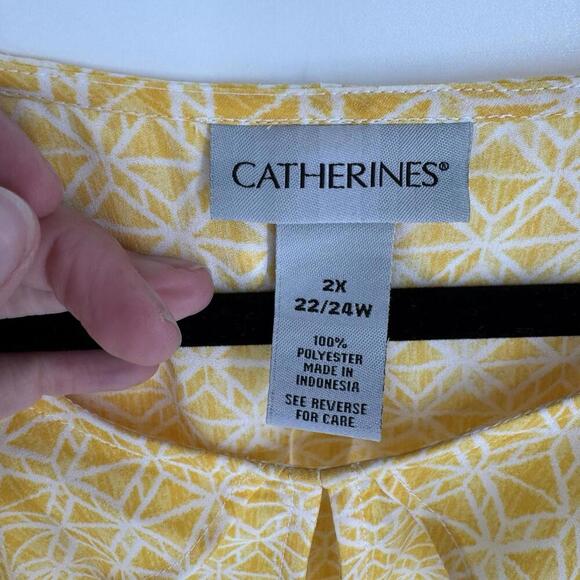 CATHERINES®
2X
22/24W
100%
POLYESTER
MADE IN
INDONESIA
SEE REVERSE
FOR CARE